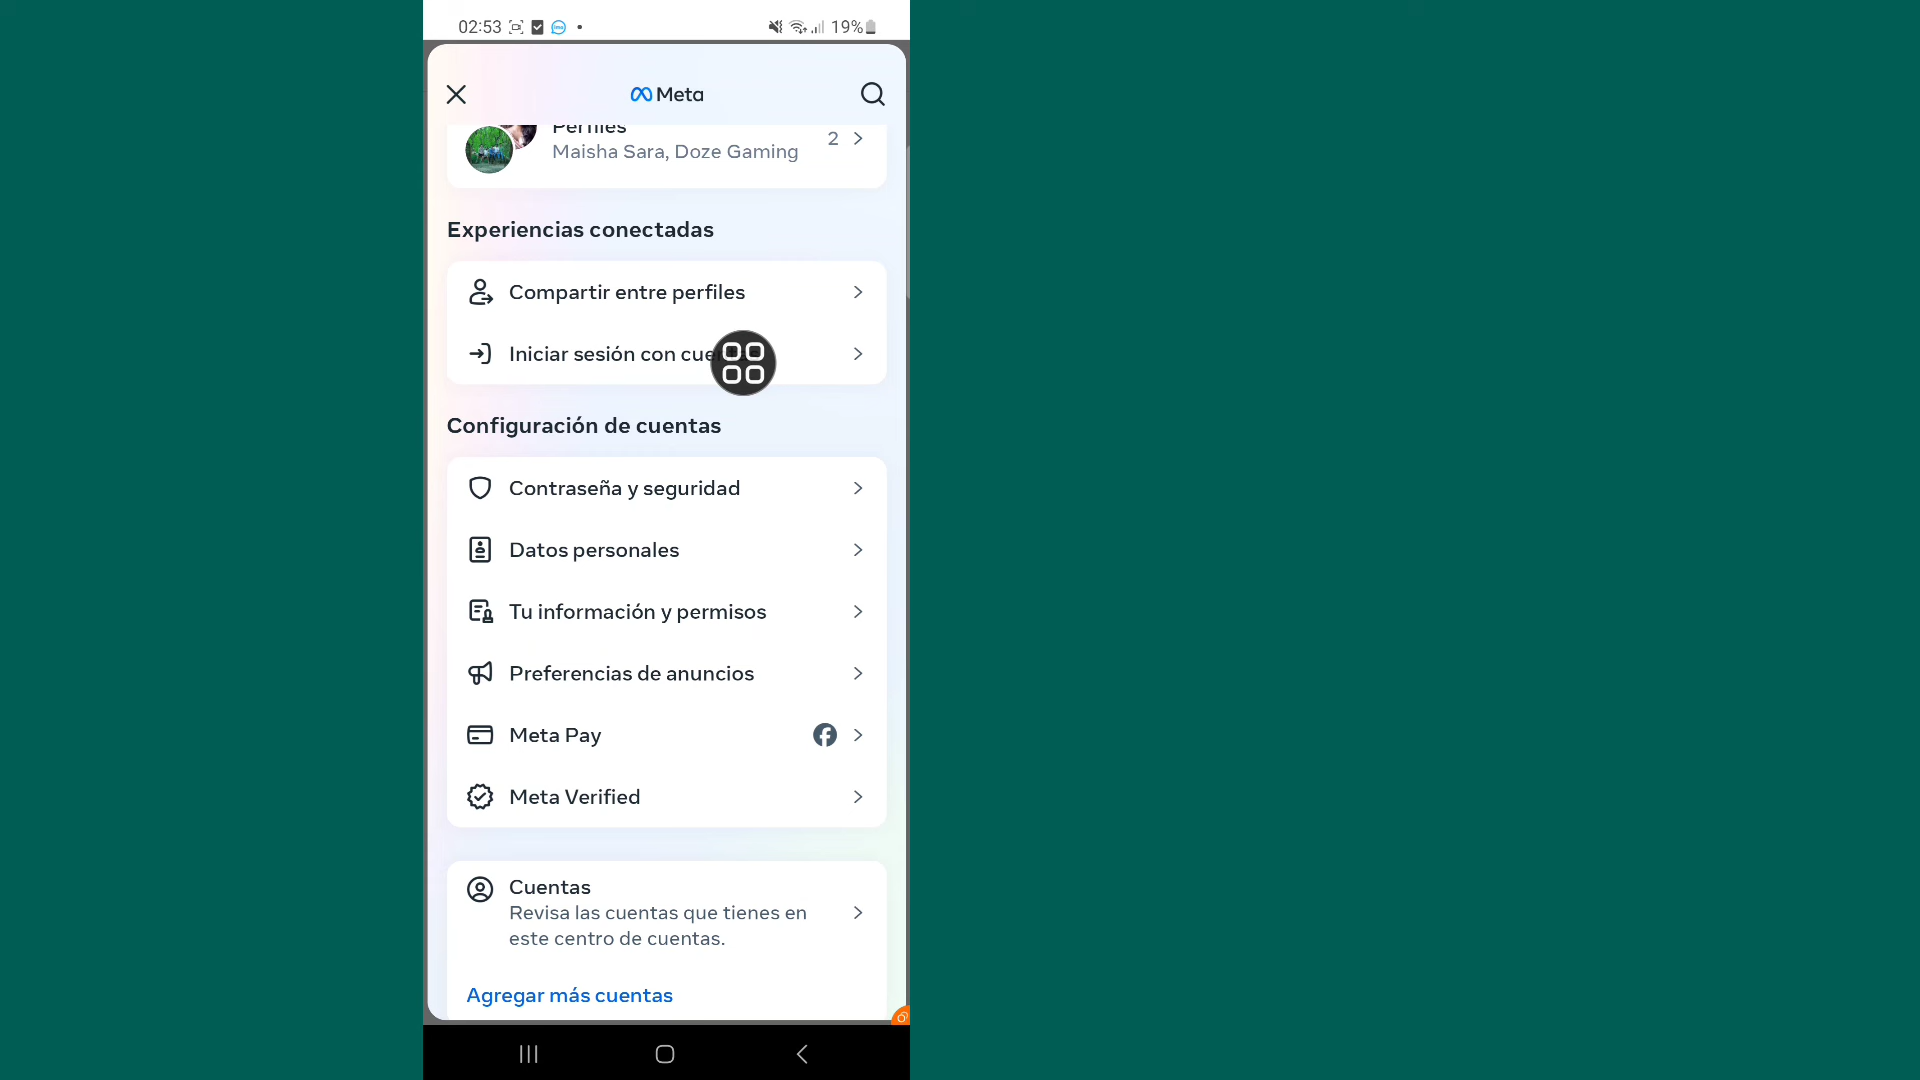 02:53
19%
Meta
Perfiles
Maisha Sara, Doze Gaming
2
Experiencias conectadas
Compartir entre perfiles
Iniciar sesión con
Configuración de cuentas
Contraseña y seguridad
Datos personales
Tu información y permisos
Preferencias de anuncios
Meta Pay
Meta Verified
Cuentas
Revisa las cuentas que tienes en
este centro de cuentas.
Agregar más cuentas